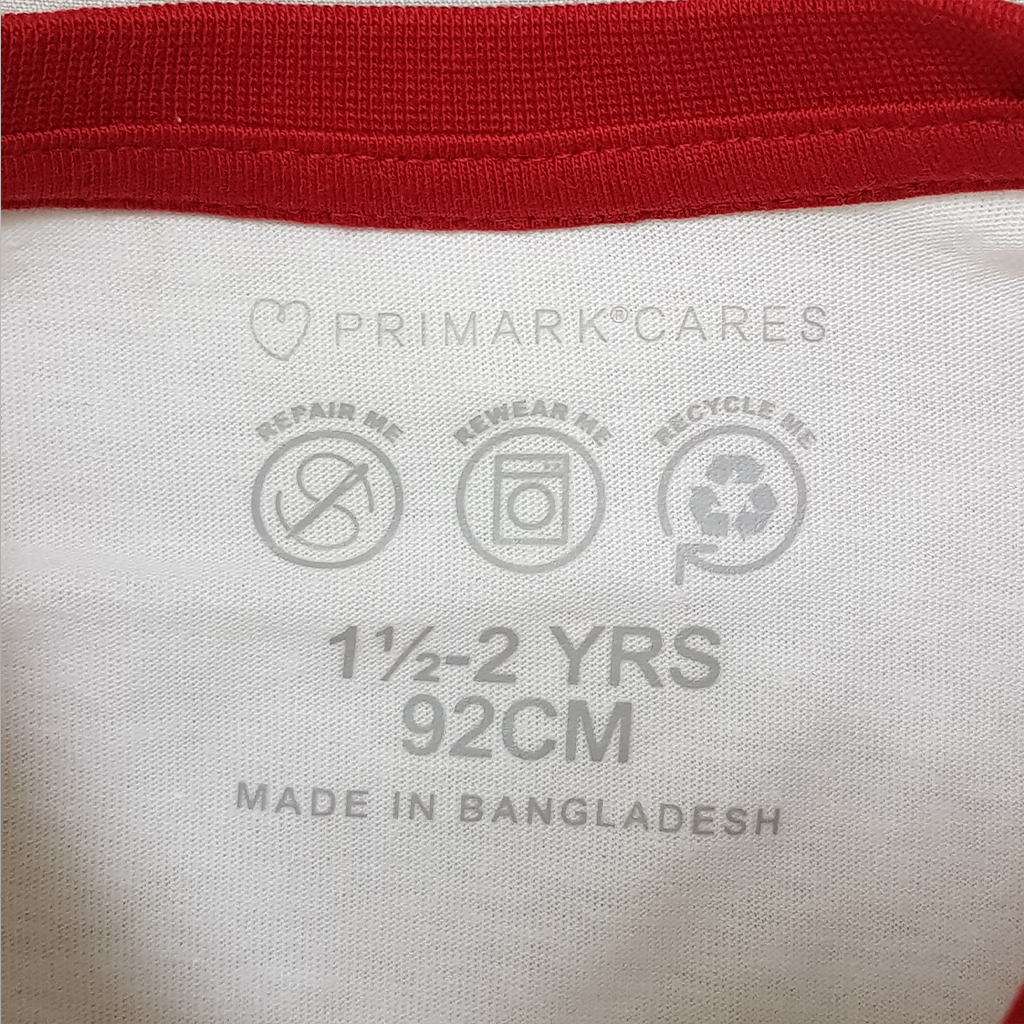 PRIMARK®CARES
REPAIR ME REWEAR ME RECYCLE ME
1½-2 YRS
92CM
MADE IN BANGLADESH